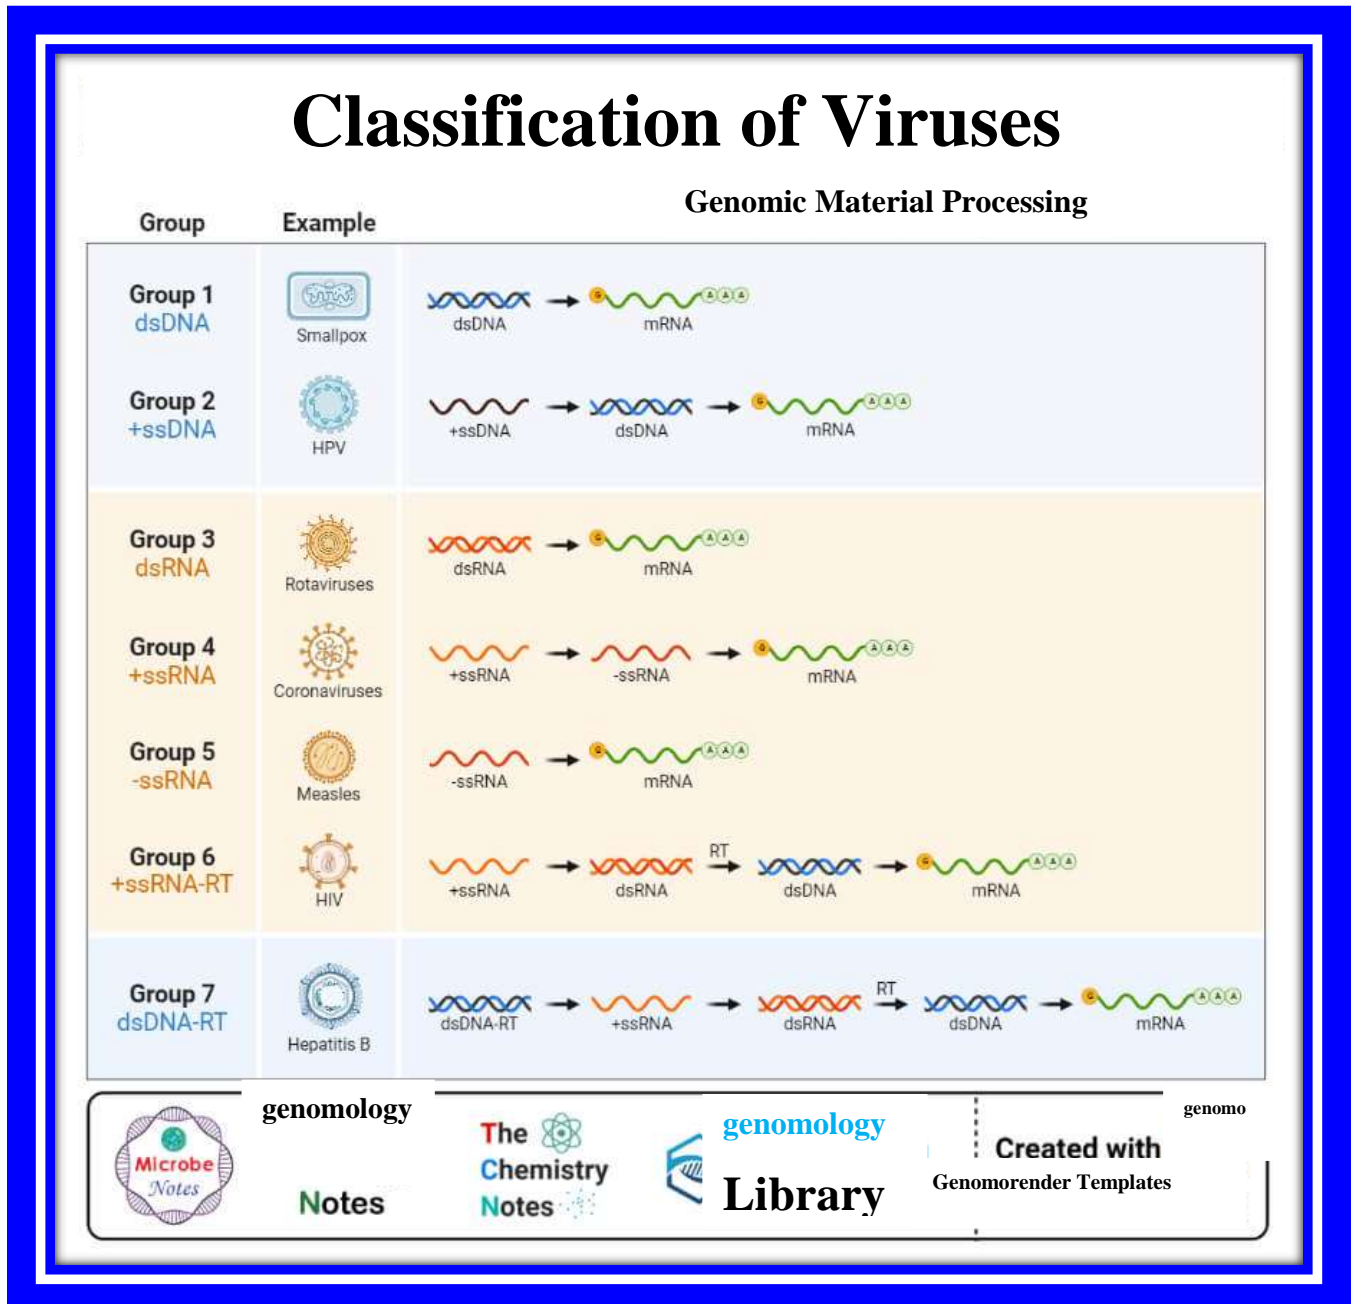 Classification of Viruses
Genomic Material Processing
Group Example
Group 1
dsDNA
Smallpox
dsDNA
G
A A A
mRNA
Group 2
+ssDNA
HPV
+ssDNA
dsDNA
G
A A A
mRNA
Group 3
dsRNA
Rotaviruses
dsRNA
G
A A A
mRNA
Group 4
+ssRNA
Coronaviruses
+ssRNA
-ssRNA
G
A A A
mRNA
Group 5
-ssRNA
Measles
-ssRNA
G
A A A
mRNA
Group 6
+ssRNA-RT
HIV
+ssRNA
dsRNA
RT
dsDNA
G
A A A
mRNA
Group 7
dsDNA-RT
Hepatitis B
dsDNA-RT
+ssRNA
dsRNA
RT
dsDNA
G
A A A
mRNA
Microbe
Notes
genomology
Notes
The
Chemistry
Notes
genomology
Library
genomo
Created with
Genomorender Templates